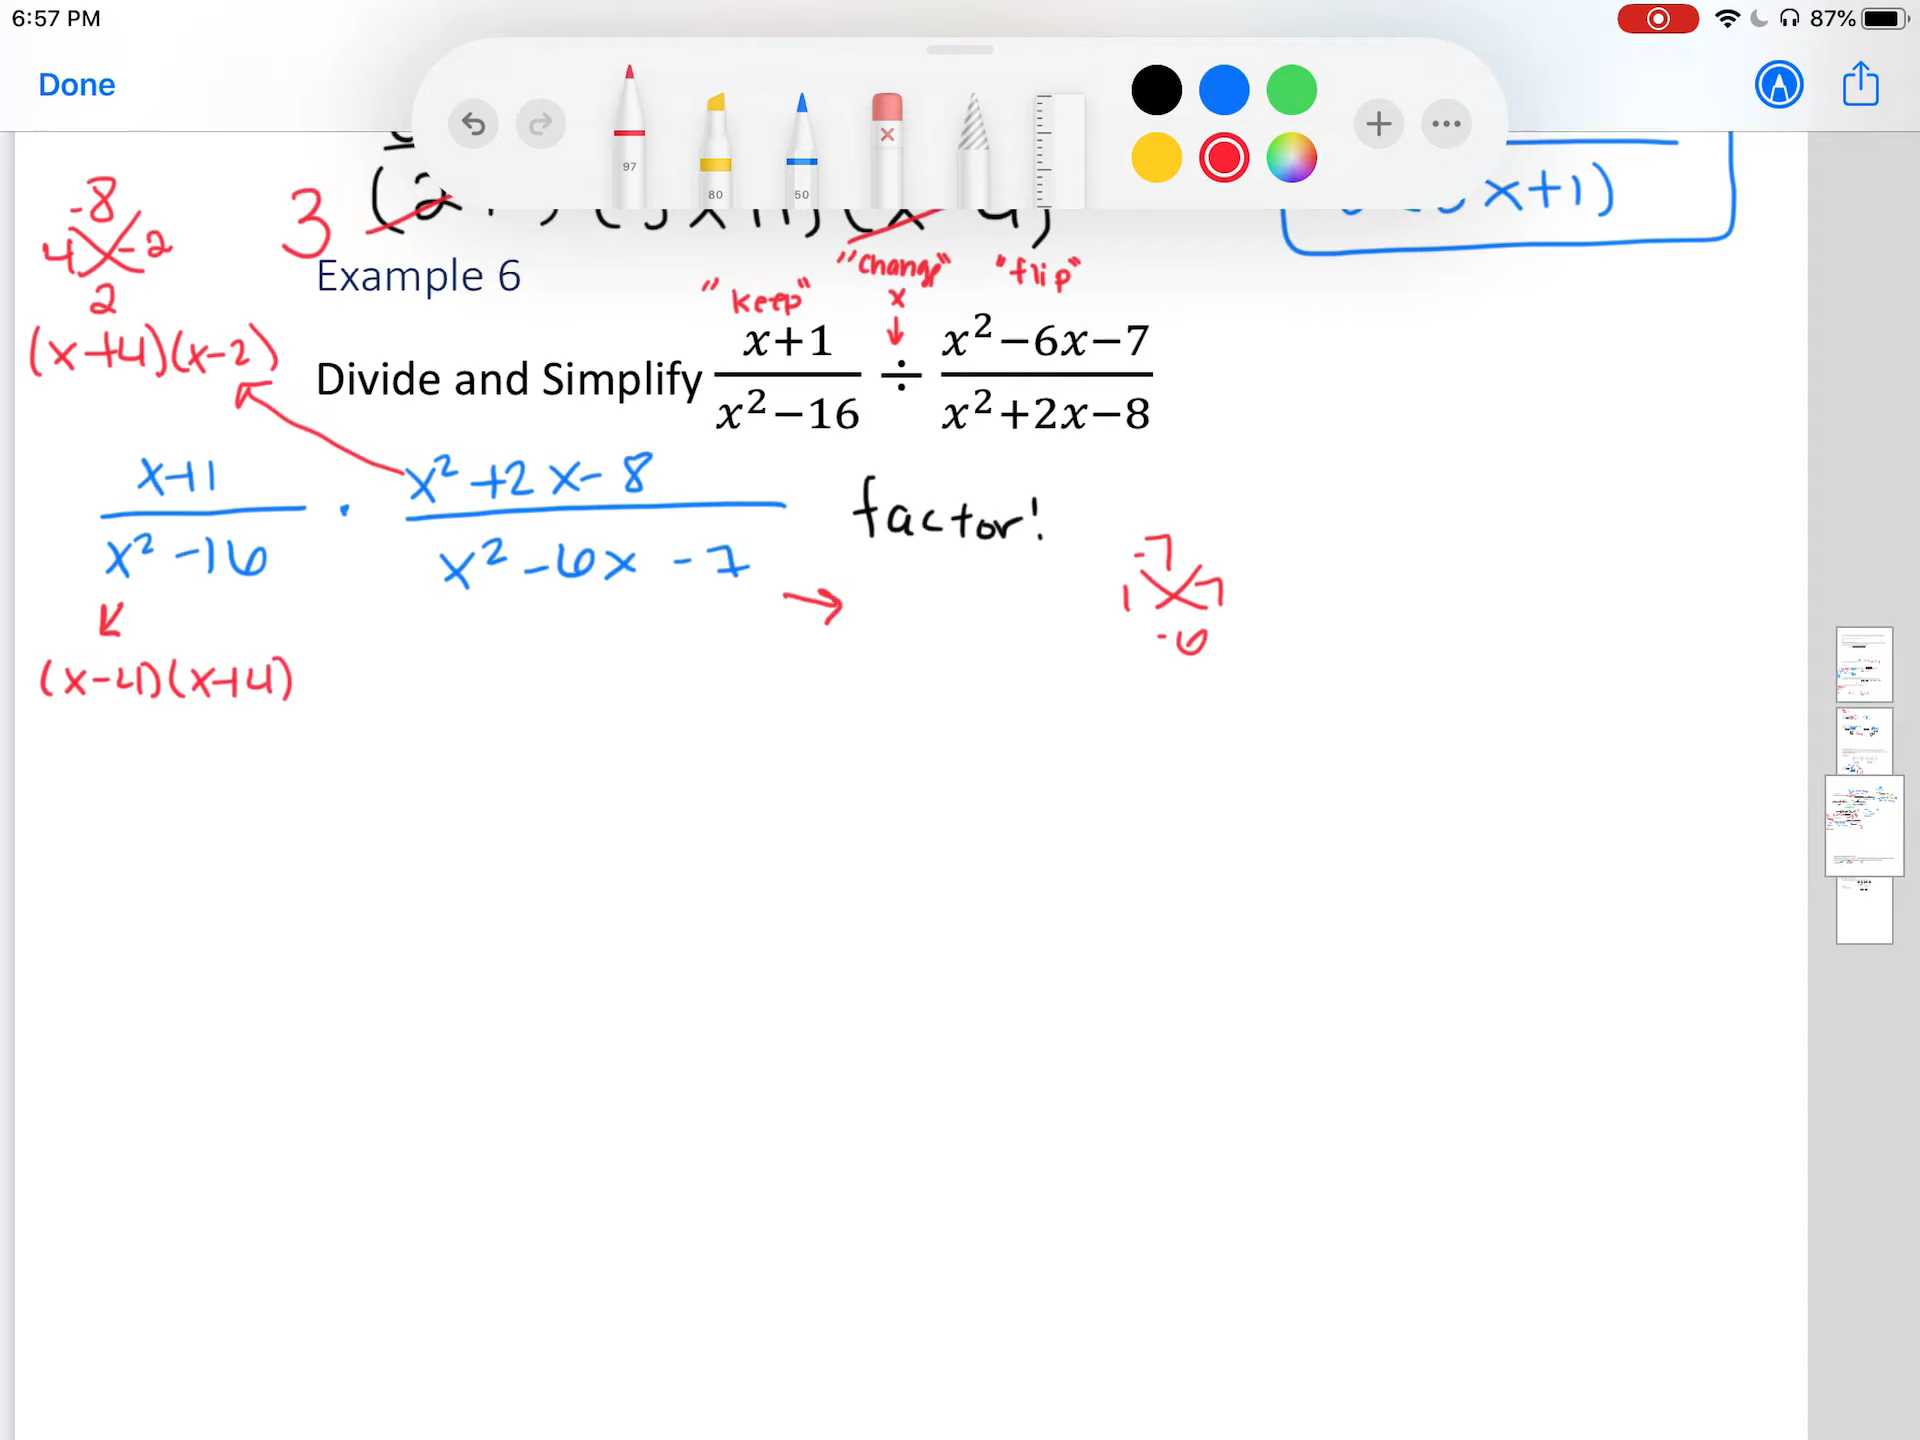 6:57 PM
87%
Done
97
80
50
x+1)
3
-8
4 -2
2
(x+4)(x-2)
Example 6
"keep"
"change"
x
"flip"
Divide and Simplify x+1 / x²−16 ÷ x²−6x−7 / x²+2x−8
x+1 / x²-16 · x²+2x-8 / x²-6x-7
factor!
(x-4)(x+4)
-7
1 -7
-6